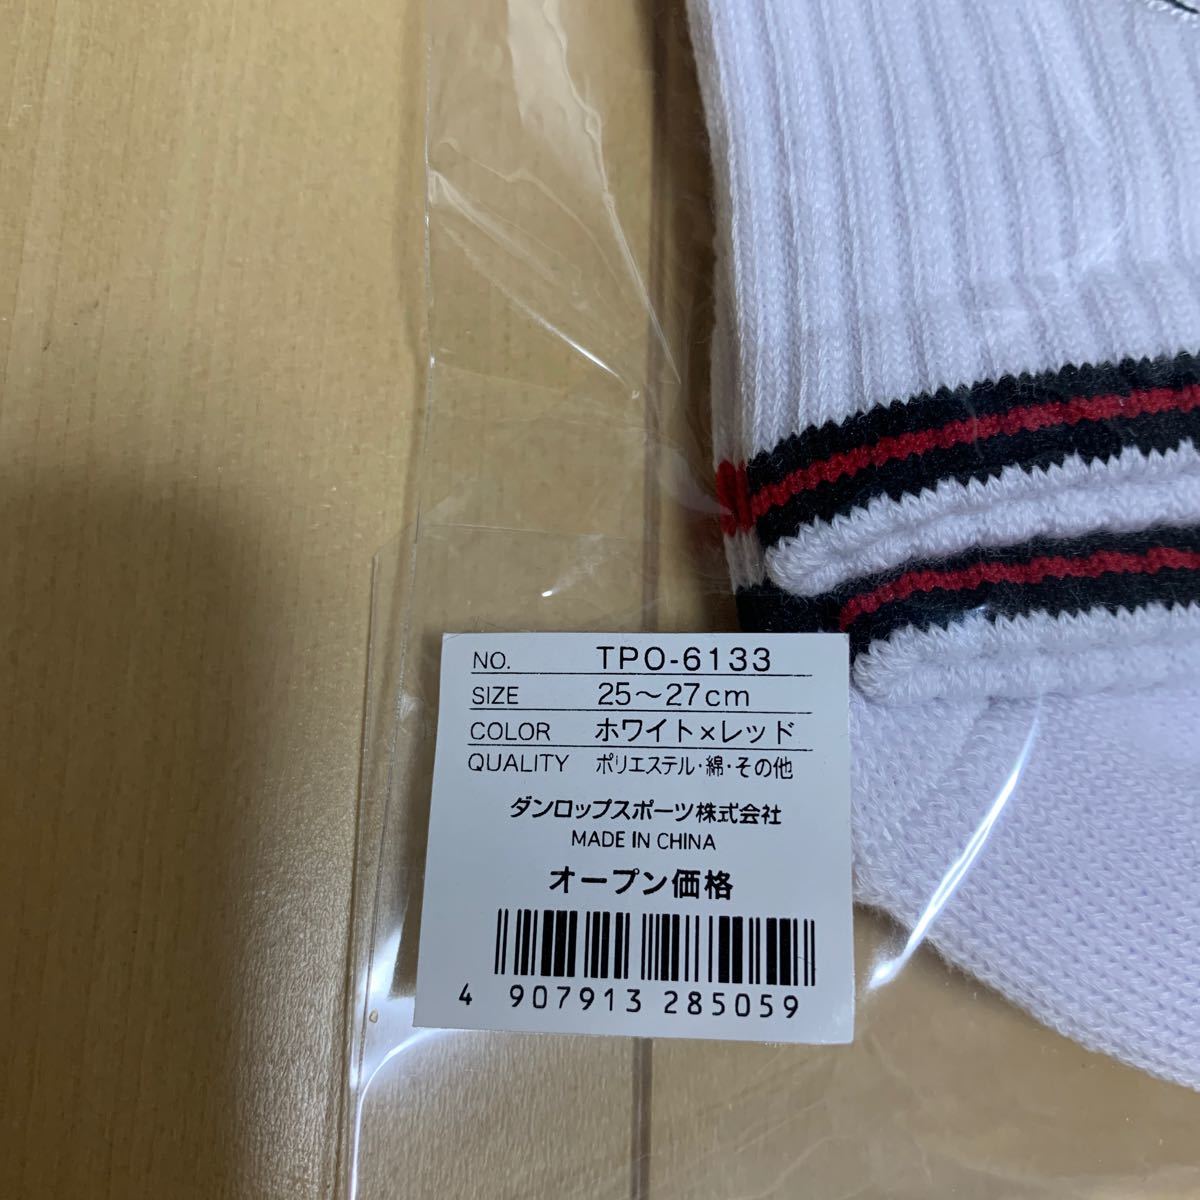 NO. TPO-6133
SIZE 25～27cm
COLOR ホワイト×レッド
QUALITY ポリエステル・綿・その他
ダンロップスポーツ株式会社
MADE IN CHINA
オープン価格
4 907913 285059